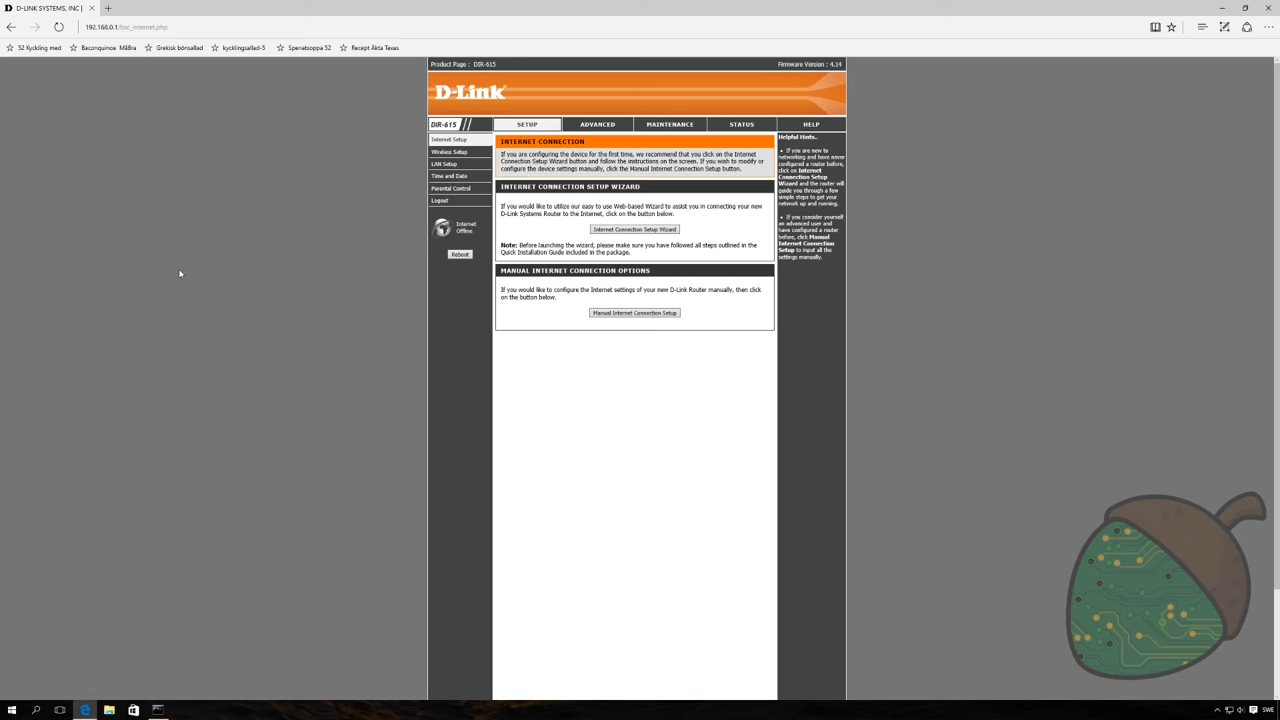 D-LINK SYSTEMS, INC |
192.168.0.1/bsc_internet.php
52 Kyckling med
Baconquinoa MåBra
Grekisk bönsallad
kycklingsallad-5
Spenatsoppa 52
Recept Äkta Texas
Product Page : DIR-615
Firmware Version : 4.14
D-Link
DIR-615
SETUP
ADVANCED
MAINTENANCE
STATUS
HELP
Internet Setup
Wireless Setup
LAN Setup
Time and Date
Parental Control
Logout
Internet
Offline
Reboot
INTERNET CONNECTION
If you are configuring the device for the first time, we recommend that you click on the Internet
Connection Setup Wizard button and follow the instructions on the screen. If you wish to modify or
configure the device settings manually, click the Manual Internet Connection Setup button.
INTERNET CONNECTION SETUP WIZARD
If you would like to utilize our easy to use Web-based Wizard to assist you in connecting your new
D-Link Systems Router to the Internet, click on the button below.
Internet Connection Setup Wizard
Note: Before launching the wizard, please make sure you have followed all steps outlined in the
Quick Installation Guide included in the package.
MANUAL INTERNET CONNECTION OPTIONS
If you would like to configure the Internet settings of your new D-Link Router manually, then click
on the button below.
Manual Internet Connection Setup
Helpful Hints...
• If you are new to
networking and have never
configured a router before,
click on Internet
Connection Setup
Wizard and the router will
guide you through a few
simple steps to get your
network up and running.
• If you consider yourself
an advanced user and
have configured a router
before, click Manual
Internet Connection
Setup to input all the
settings manually.
SWE